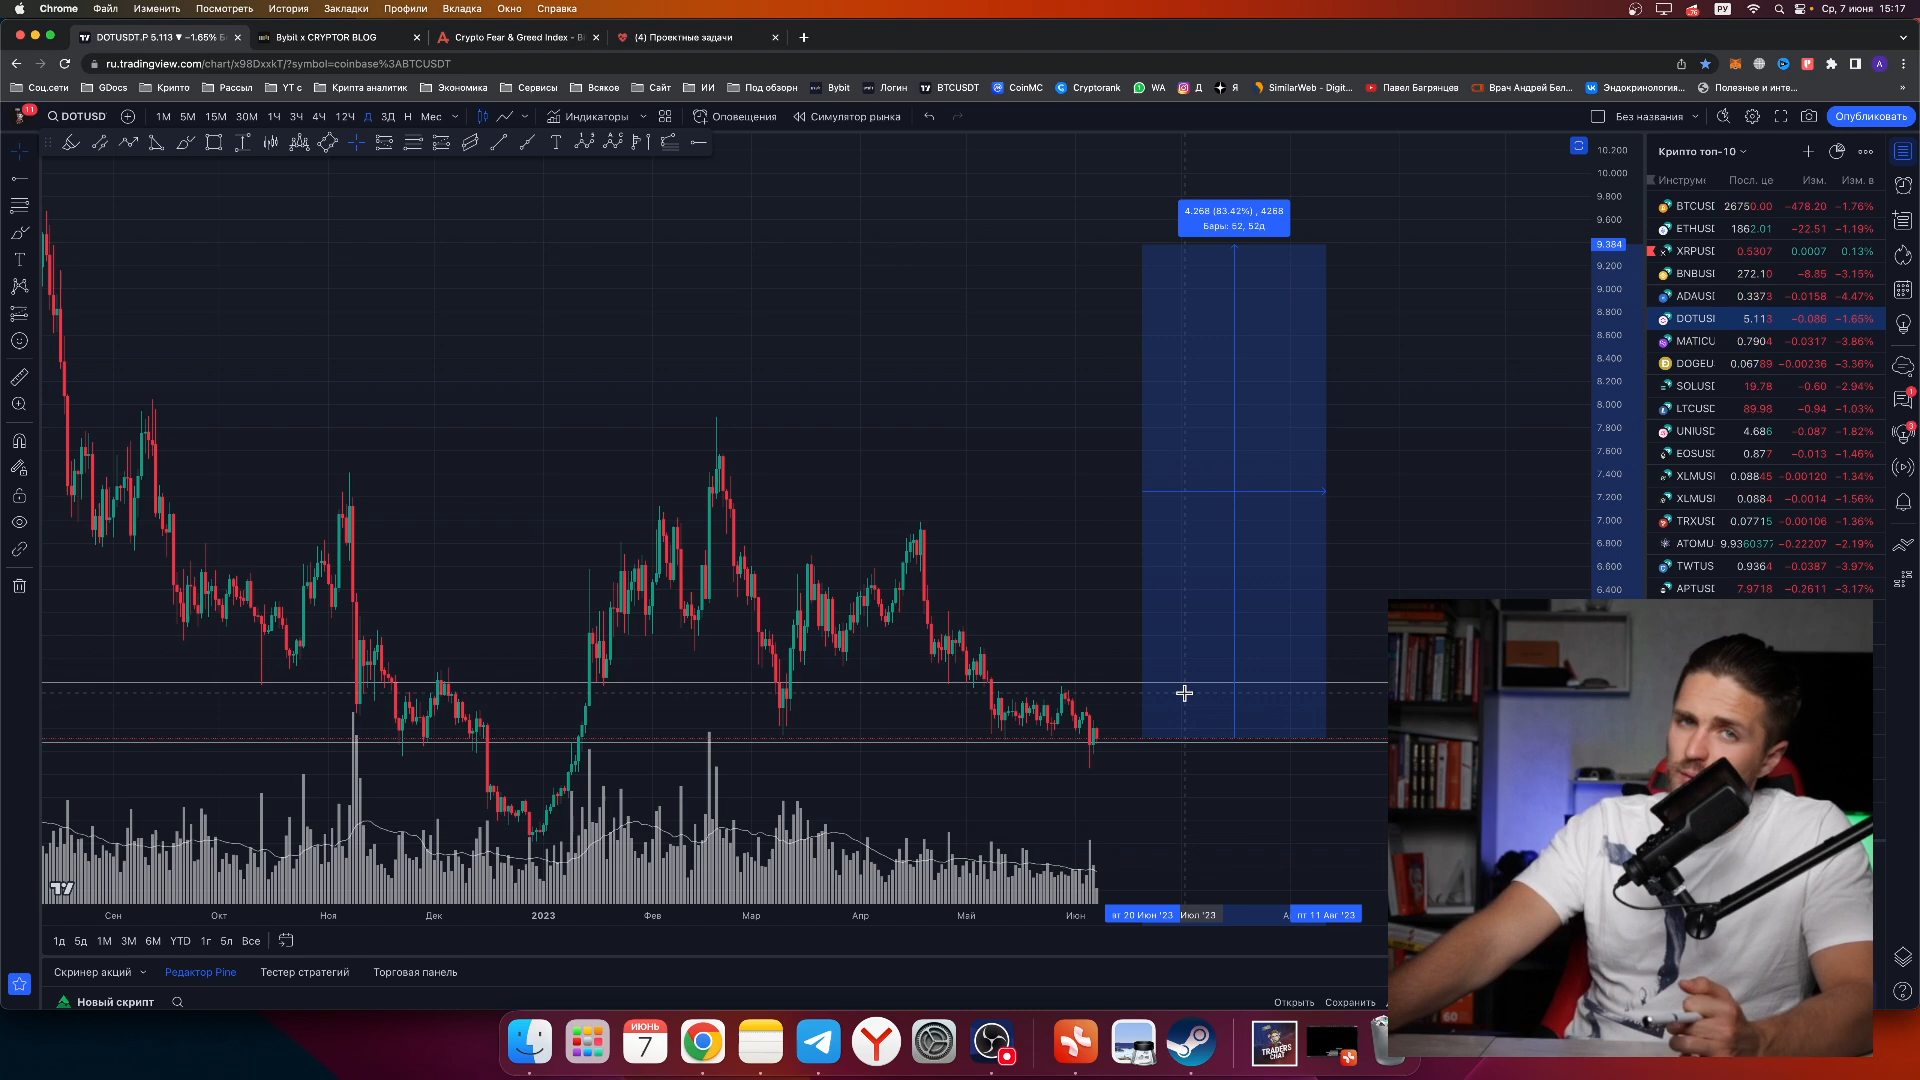 Chrome Файл Изменить Посмотреть История Закладки Профили Вкладка Окно Справка
РУ Ср, 7 июня 15:17
DOTUSDT.P 5.113 ▼ −1.65% Б
Bybit x CRYPTOR BLOG
Crypto Fear & Greed Index - Bi
(4) Проектные задачи
ru.tradingview.com/chart/x98DxxkT/?symbol=coinbase%3ABTCUSDT
Соц.сети GDocs Крипто Рассыл YT с Крипта аналитик Экономика Сервисы Всякое Сайт ИИ Под обзорн Bybit Логин BTCUSDT CoinMC Cryptorank WA Д Я SimilarWeb - Digit... Павел Багрянцев Врач Андрей Бел... Эндокринология... Полезные и инте...
11 DOTUSD 1М 5М 15М 30М 1Ч 3Ч 4Ч 12Ч Д 3Д Н Мес Индикаторы Оповещения Симулятор рынка Без названия Опубликовать
Крипто топ-10
Инструм Посл. це Изм. Изм. в
BTCUSI 26750.00 −478.20 −1.76%
ETHUSI 1862.01 −22.51 −1.19%
XRPUSI 0.5307 0.0007 0.13%
BNBUSI 272.10 −8.85 −3.15%
ADAUSI 0.3373 −0.0158 −4.47%
DOTUSI 5.113 −0.086 −1.65%
MATICU 0.7904 −0.0317 −3.86%
DOGEU 0.06789 −0.00236 −3.36%
SOLUSI 19.78 −0.60 −2.94%
LTCUSI 89.98 −0.94 −1.03%
UNIUSI 4.686 −0.087 −1.82%
EOSUSI 0.877 −0.013 −1.46%
XLMUSI 0.08845 −0.00120 −1.34%
XLMUSI 0.0884 −0.0014 −1.56%
TRXUSI 0.07715 −0.00106 −1.36%
ATOMU 9.9360377 −0.22207 −2.19%
TWTUS 0.9364 −0.0387 −3.97%
APTUSI 7.9718 −0.2611 −3.17%
10.200
10.000
9.800
9.600
9.384
9.200
9.000
8.800
8.600
8.400
8.200
8.000
7.800
7.600
7.400
7.200
7.000
6.800
6.600
6.400
4.268 (83.42%) , 4268
Бары: 52, 52д
Сен Окт Ноя Дек 2023 Фев Мар Апр Май Июн вт 20 Июн '23 Июл '23 А пт 11 Авг '23
1д 5д 1М 3М 6М YTD 1г 5л Все
Скринер акций Редактор Pine Тестер стратегий Торговая панель
Новый скрипт Открыть Сохранить
ИЮНЬ
7
TRADERS
CHAT